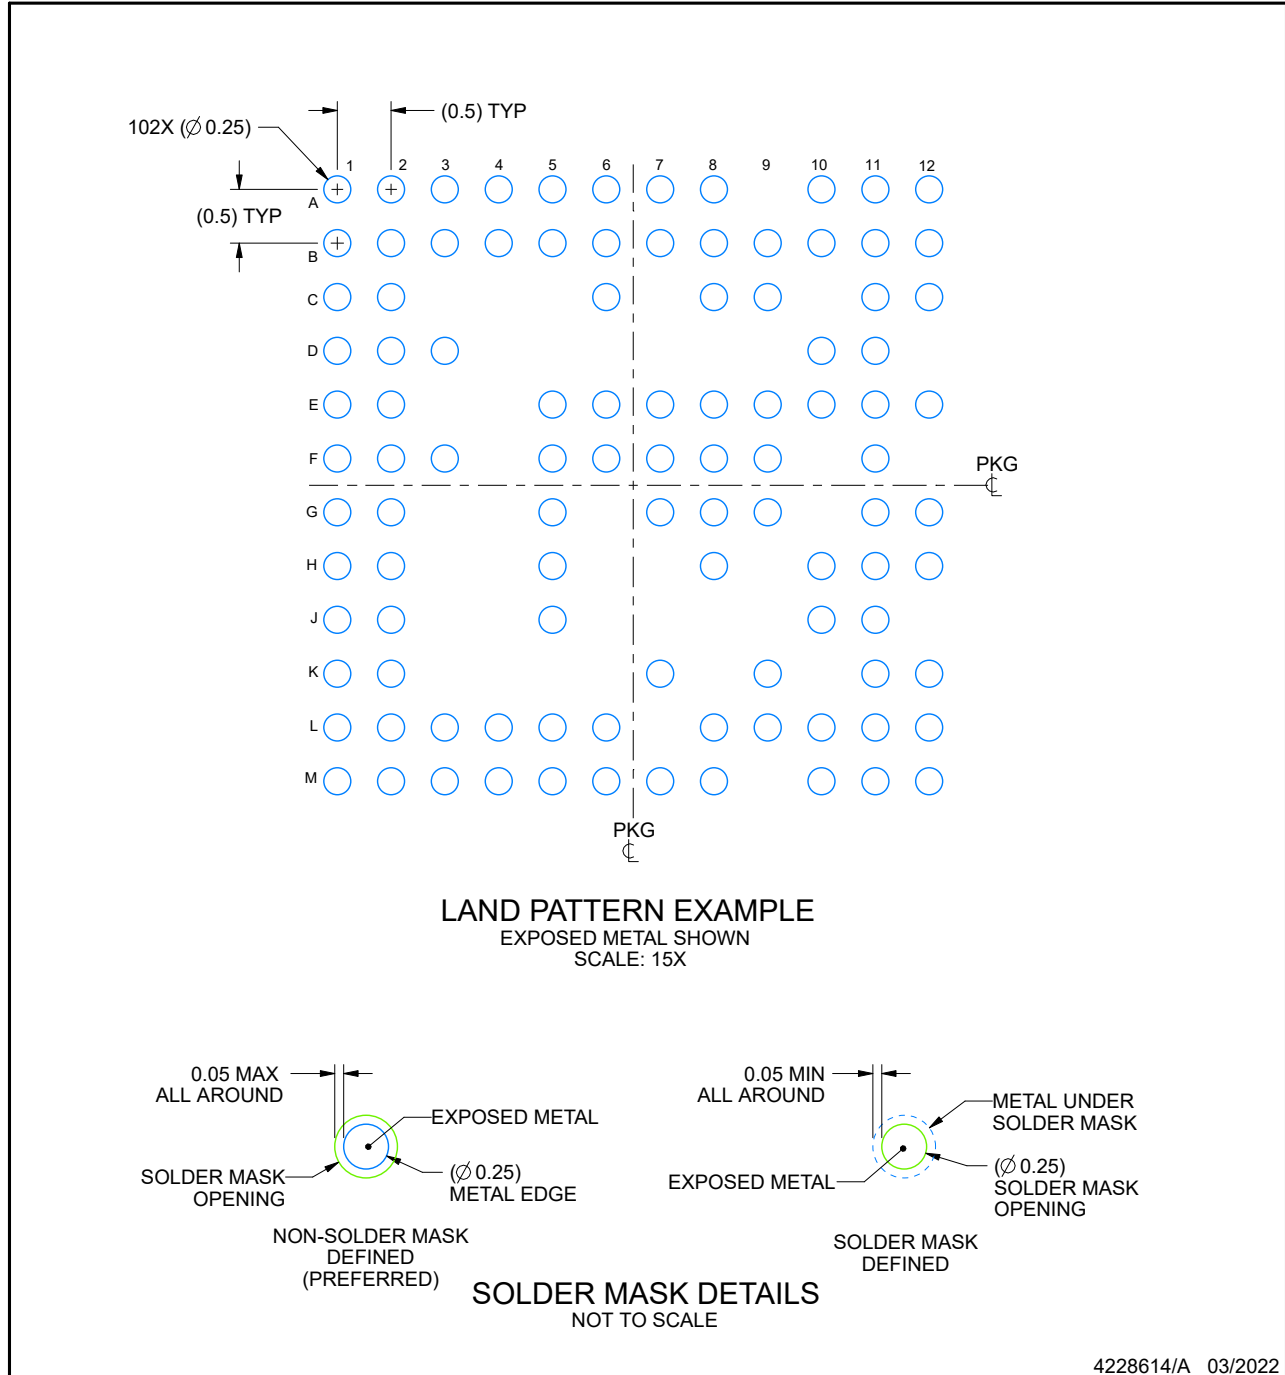 (0.5) TYP
102X (∅ 0.25)
1 2 3 4 5 6 7 8 9 10 11 12
A
(0.5) TYP
B
C
D
E
F
PKG
℄
G
H
J
K
L
M
PKG
℄
LAND PATTERN EXAMPLE
EXPOSED METAL SHOWN
SCALE: 15X
0.05 MAX
ALL AROUND
EXPOSED METAL
SOLDER MASK
OPENING
(∅ 0.25)
METAL EDGE
NON-SOLDER MASK
DEFINED
(PREFERRED)
0.05 MIN
ALL AROUND
METAL UNDER
SOLDER MASK
EXPOSED METAL
(∅ 0.25)
SOLDER MASK
OPENING
SOLDER MASK
DEFINED
SOLDER MASK DETAILS
NOT TO SCALE
4228614/A 03/2022